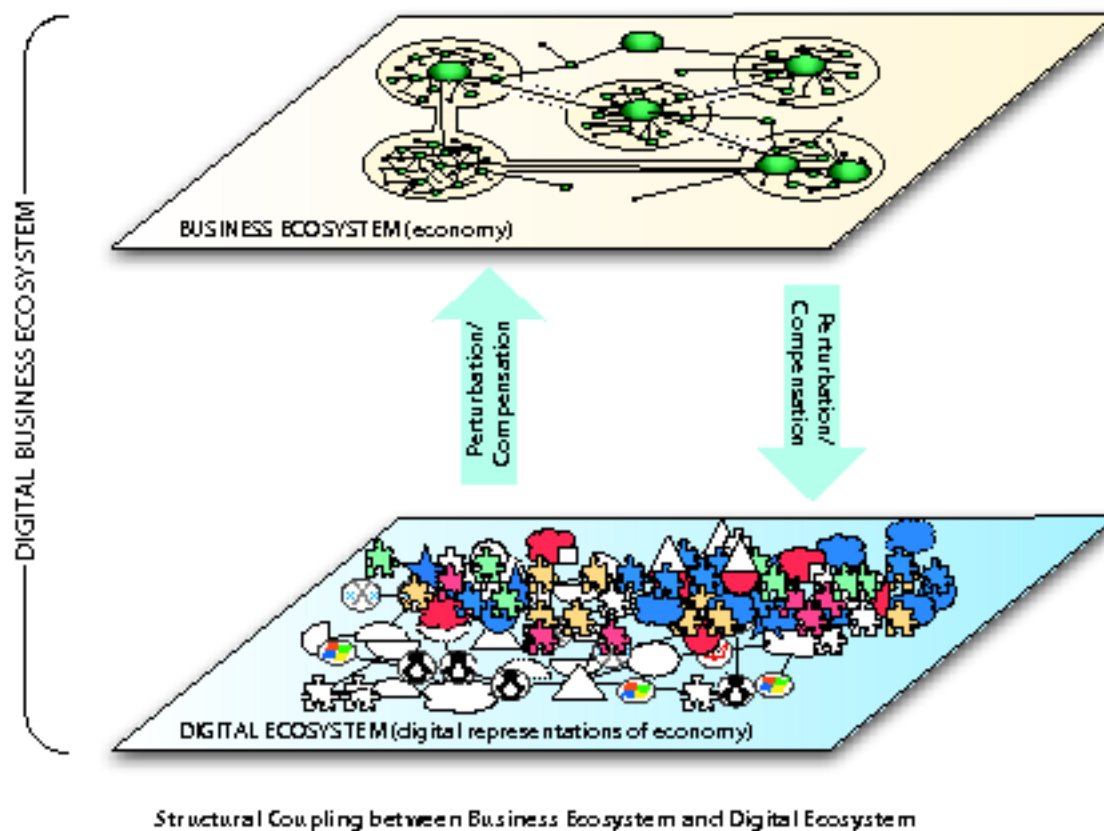 DIGITAL BUSINESS ECOSYSTEM
BUSINESS ECOSYSTEM (economy)
Perturbation/
Compensation
Perturbation/
Compensation
DIGITAL ECOSYSTEM (digital representations of economy)
Structural Coupling between Business Ecosystem and Digital Ecosystem